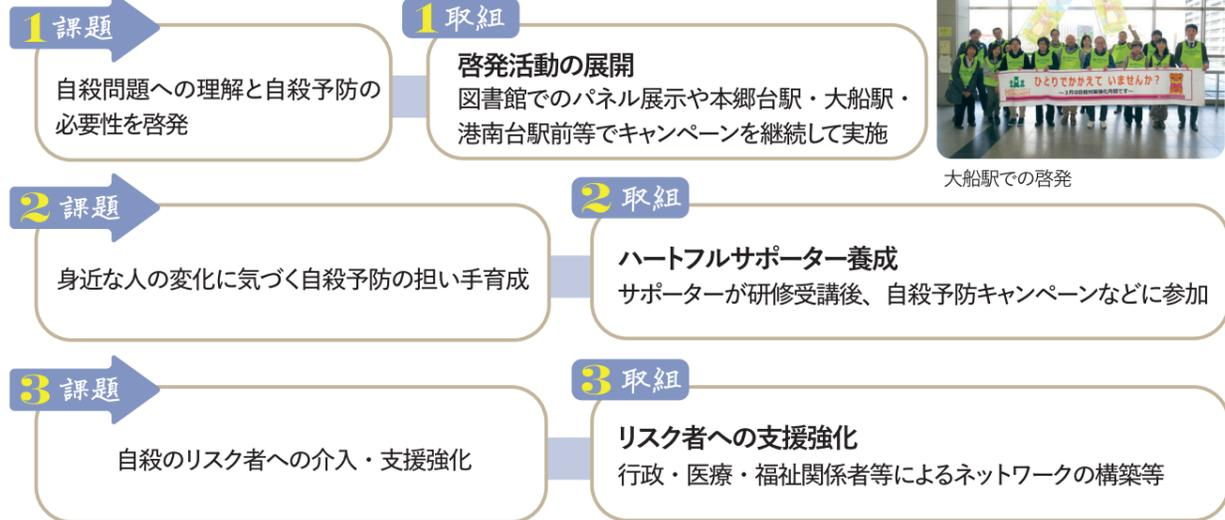 1 課題
自殺問題への理解と自殺予防の
必要性を啓発
1 取組
啓発活動の展開
図書館でのパネル展示や本郷台駅・大船駅・
港南台駅前等でキャンペーンを継続して実施
ひとりでかかえて いませんか？
大船駅での啓発
2 課題
身近な人の変化に気づく自殺予防の担い手育成
2 取組
ハートフルサポーター養成
サポーターが研修受講後、自殺予防キャンペーンなどに参加
3 課題
自殺のリスク者への介入・支援強化
3 取組
リスク者への支援強化
行政・医療・福祉関係者等によるネットワークの構築等